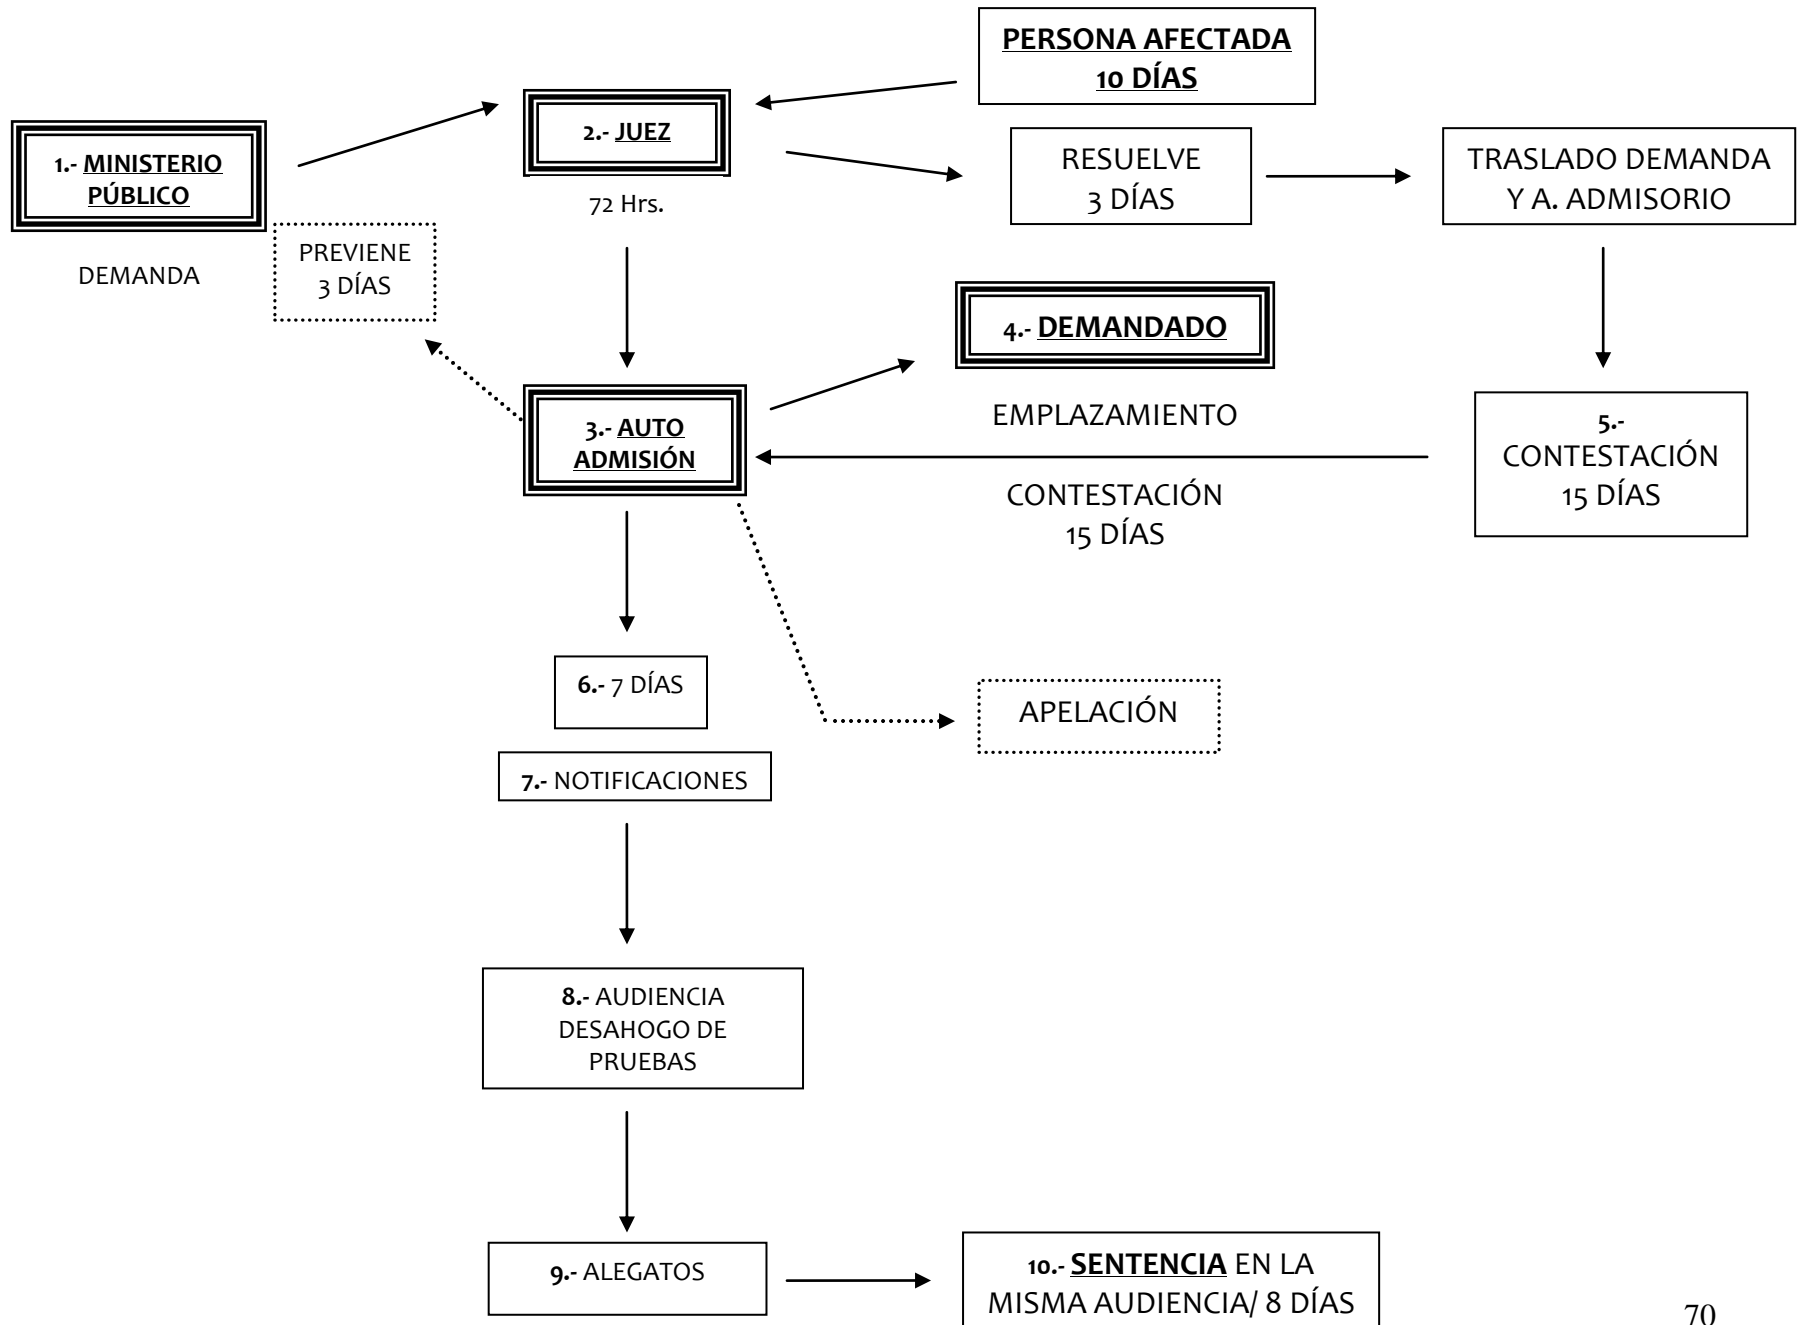 PERSONA AFECTADA
10 DÍAS
1.- MINISTERIO
PÚBLICO
2.- JUEZ
72 Hrs.
RESUELVE
3 DÍAS
TRASLADO DEMANDA
Y A. ADMISORIO
DEMANDA
PREVIENE
3 DÍAS
4.- DEMANDADO
EMPLAZAMIENTO
3.- AUTO
ADMISIÓN
5.-
CONTESTACIÓN
15 DÍAS
CONTESTACIÓN
15 DÍAS
6.- 7 DÍAS
APELACIÓN
7.- NOTIFICACIONES
8.- AUDIENCIA
DESAHOGO DE
PRUEBAS
9.- ALEGATOS
10.- SENTENCIA EN LA
MISMA AUDIENCIA/ 8 DÍAS
70